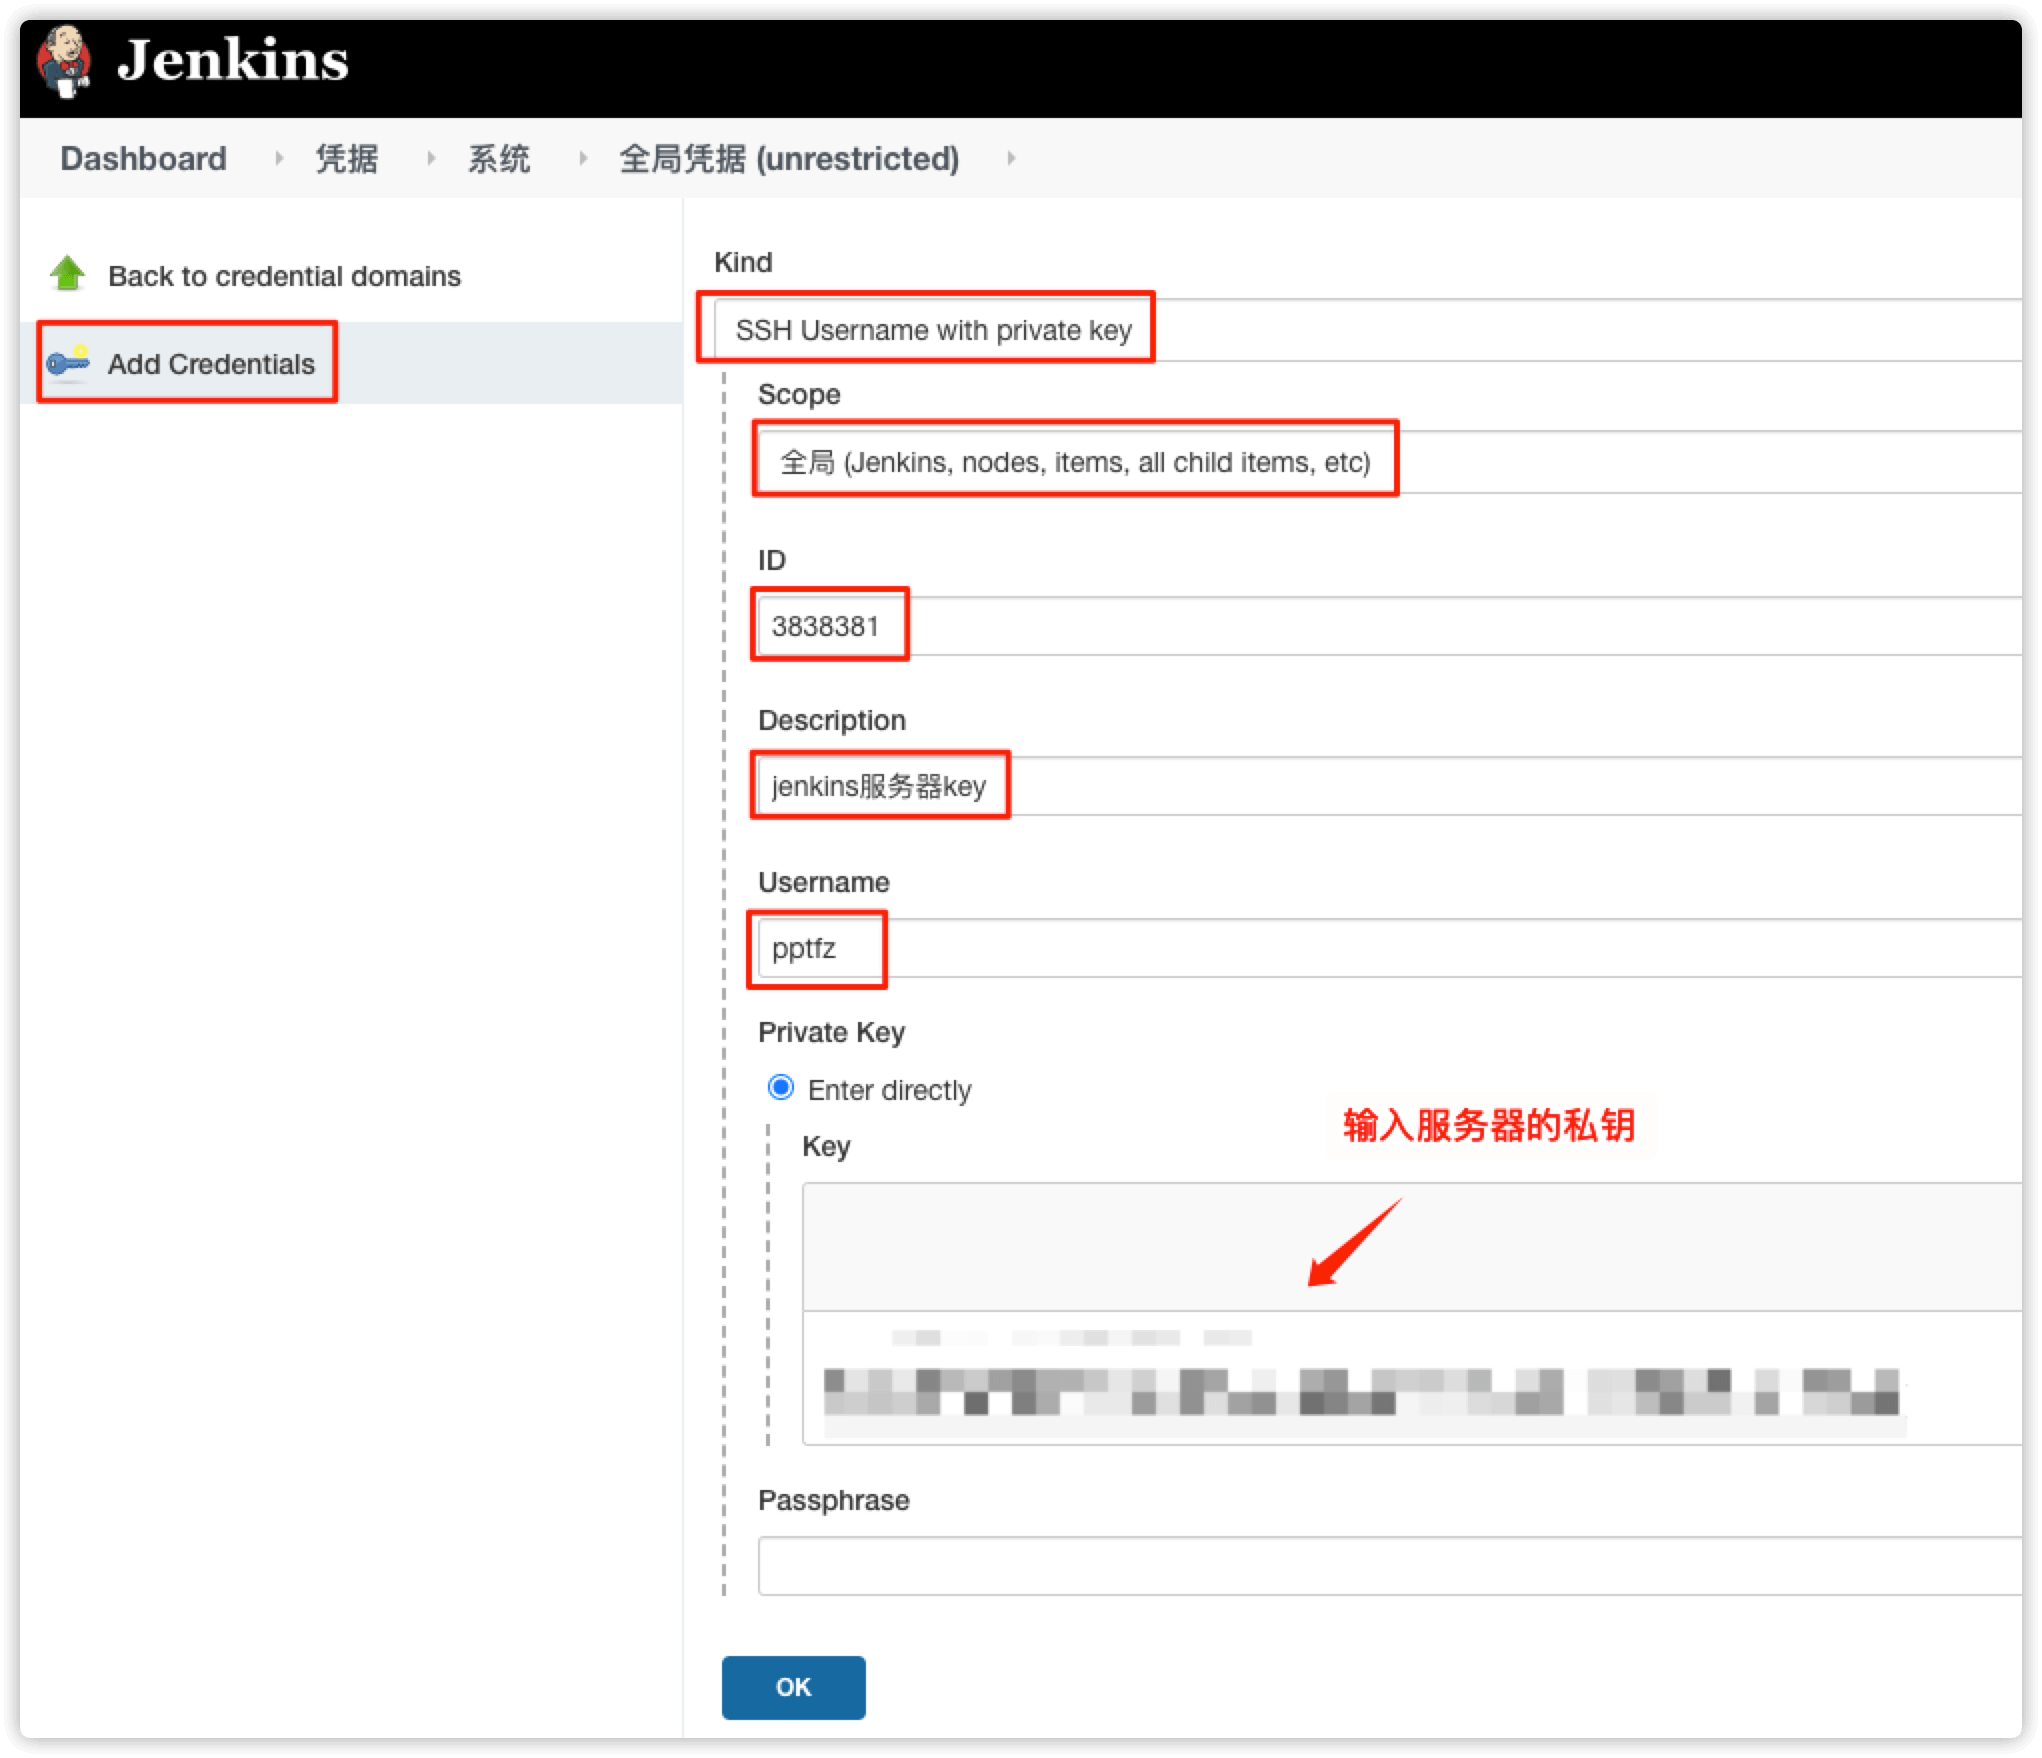 Jenkins
Dashboard 凭据 系统 全局凭据 (unrestricted)
Back to credential domains
Add Credentials
Kind
SSH Username with private key
Scope
全局 (Jenkins, nodes, items, all child items, etc)
ID
3838381
Description
jenkins服务器key
Username
pptfz
Private Key
Enter directly
输入服务器的私钥
Key
Passphrase
OK